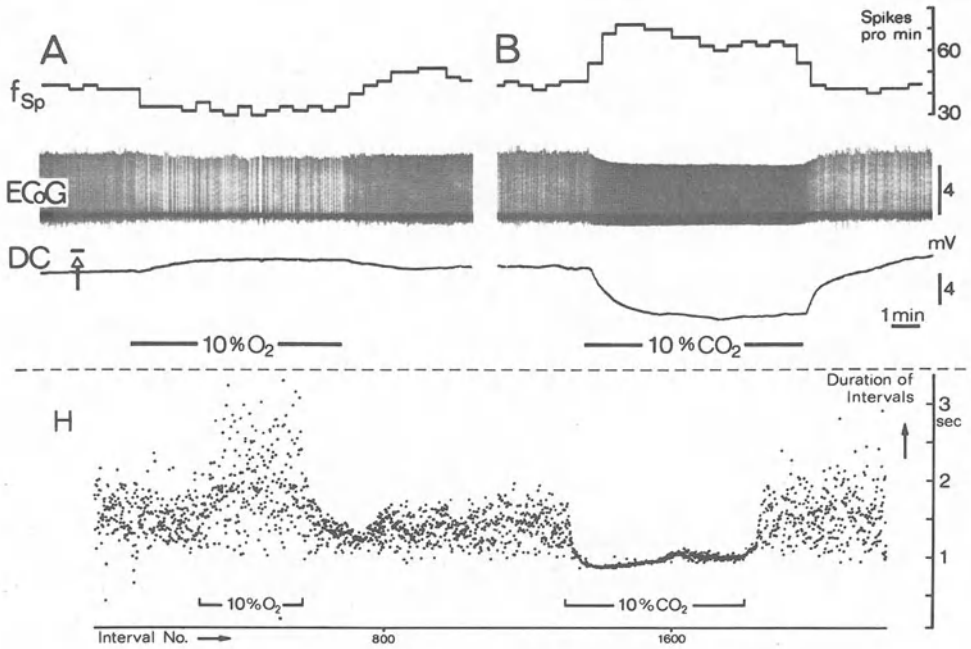 A
B
Spikes
pro min
60
30
fSp
ECoG
4
DC
mV
4
1 min
10% O₂
10% CO₂
H
Duration of
Intervals
3
sec
2
1
0
10% O₂
10% CO₂
Interval No.
800
1600